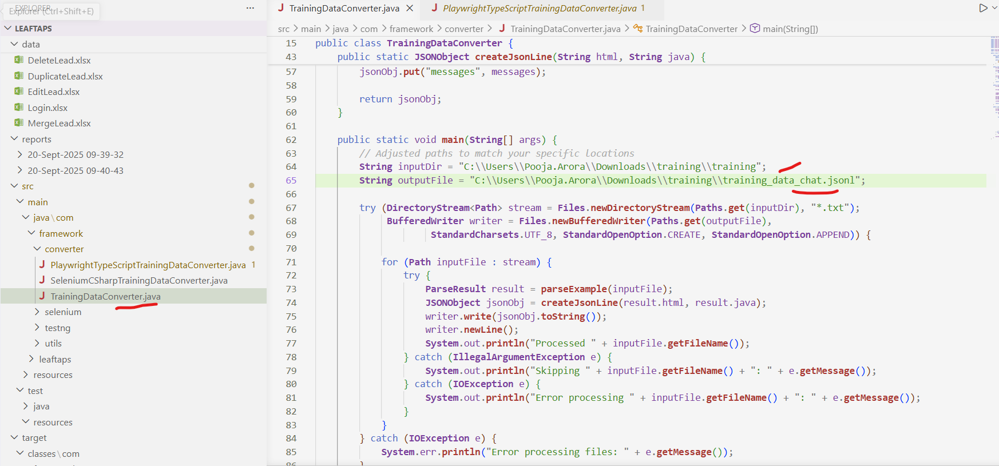 EXPLORER
Explorer (Ctrl+Shift+E)
...
LEAFTAPS
data
DeleteLead.xlsx
DuplicateLead.xlsx
EditLead.xlsx
Login.xlsx
MergeLead.xlsx
reports
20-Sept-2025 09-39-32
20-Sept-2025 09-40-43
src
main
java\com
framework
converter
J PlaywrightTypeScriptTrainingDataConverter.java 1
J SeleniumCSharpTrainingDataConverter.java
J TrainingDataConverter.java
selenium
testng
utils
leaftaps
resources
test
java
resources
target
classes\com
J TrainingDataConverter.java
J PlaywrightTypeScriptTrainingDataConverter.java 1
src > main > java > com > framework > converter > J TrainingDataConverter.java > TrainingDataConverter > main(String[])
15 public class TrainingDataConverter {
43 public static JSONObject createJsonLine(String html, String java) {
57 jsonObj.put("messages", messages);
58
59 return jsonObj;
60 }
61
62 public static void main(String[] args) {
63 // Adjusted paths to match your specific locations
64 String inputDir = "C:\\Users\\Pooja.Arora\\Downloads\\training\\training";
65 String outputFile = "C:\\Users\\Pooja.Arora\\Downloads\\training\\training_data_chat.jsonl";
66
67 try (DirectoryStream<Path> stream = Files.newDirectoryStream(Paths.get(inputDir), "*.txt");
68 BufferedWriter writer = Files.newBufferedWriter(Paths.get(outputFile),
69 StandardCharsets.UTF_8, StandardOpenOption.CREATE, StandardOpenOption.APPEND)) {
70
71 for (Path inputFile : stream) {
72 try {
73 ParseResult result = parseExample(inputFile);
74 JSONObject jsonObj = createJsonLine(result.html, result.java);
75 writer.write(jsonObj.toString());
76 writer.newLine();
77 System.out.println("Processed " + inputFile.getFileName());
78 } catch (IllegalArgumentException e) {
79 System.out.println("Skipping " + inputFile.getFileName() + ": " + e.getMessage());
80 } catch (IOException e) {
81 System.out.println("Error processing " + inputFile.getFileName() + ": " + e.getMessage());
82 }
83 }
84 } catch (IOException e) {
85 System.err.println("Error processing files: " + e.getMessage());
86 }